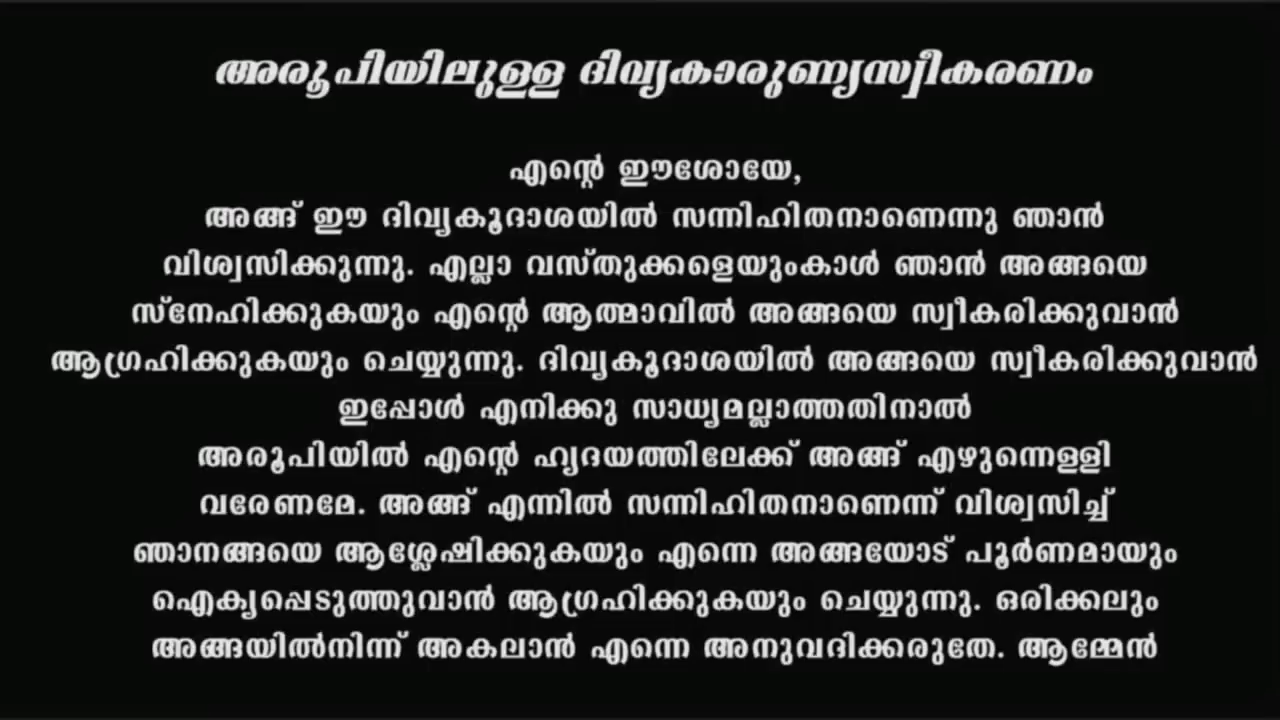 അരൂപിയിലുള്ള ദിവ്യകാരുണ്യസ്വീകരണം
എന്റെ ഈശോയേ,
അങ്ങ് ഈ ദിവ്യകൂദാശയിൽ സന്നിഹിതനാണെന്നു ഞാൻ
വിശ്വസിക്കുന്നു. എല്ലാ വസ്തുക്കളെയുംകാൾ ഞാൻ അങ്ങയെ
സ്നേഹിക്കുകയും എന്റെ ആത്മാവിൽ അങ്ങയെ സ്വീകരിക്കുവാൻ
ആഗ്രഹിക്കുകയും ചെയ്യുന്നു. ദിവ്യകൂദാശയിൽ അങ്ങയെ സ്വീകരിക്കുവാൻ
ഇപ്പോൾ എനിക്കു സാധ്യമല്ലാത്തതിനാൽ
അരൂപിയിൽ എന്റെ ഹൃദയത്തിലേക്ക് അങ്ങ് എഴുന്നെള്ളി
വരേണമേ. അങ്ങ് എന്നിൽ സന്നിഹിതനാണെന്ന് വിശ്വസിച്ച്
ഞാനങ്ങയെ ആശ്ലേഷിക്കുകയും എന്നെ അങ്ങയോട് പൂർണമായും
ഐക്യപ്പെടുത്തുവാൻ ആഗ്രഹിക്കുകയും ചെയ്യുന്നു. ഒരിക്കലും
അങ്ങയിൽനിന്ന് അകലാൻ എന്നെ അനുവദിക്കരുതേ. ആമ്മേൻ